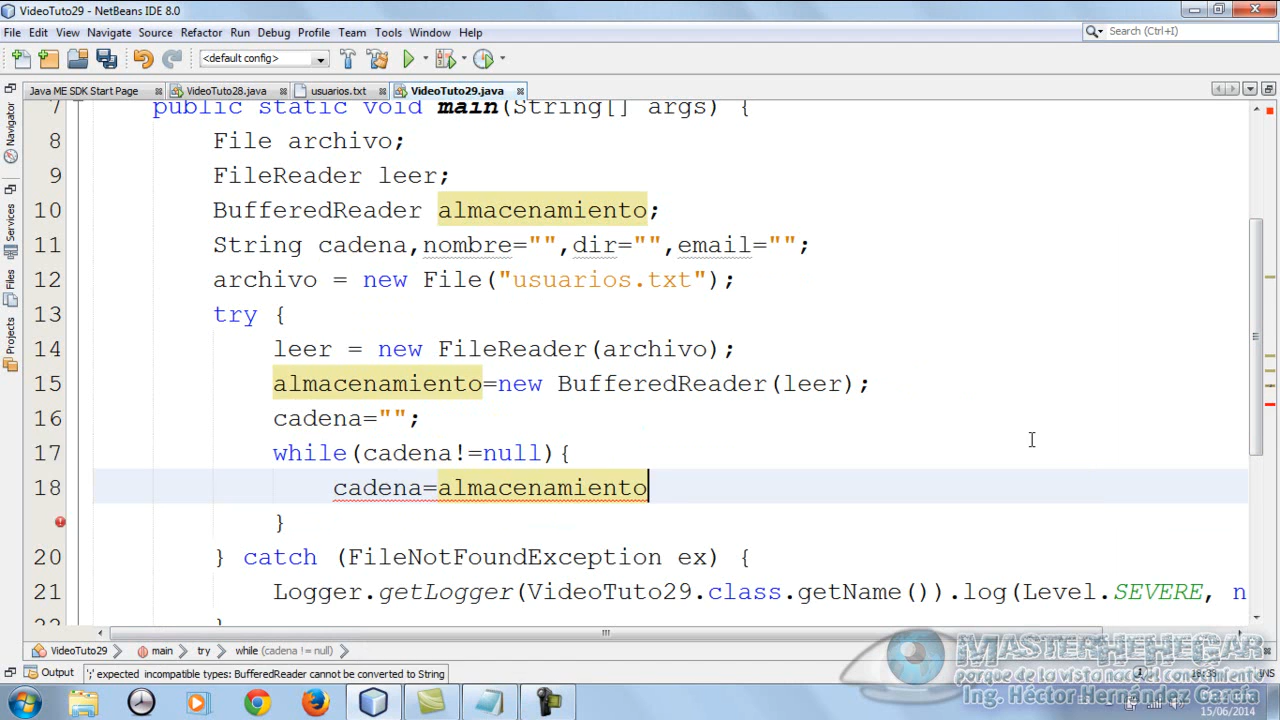 VideoTuto29 - NetBeans IDE 8.0
File Edit View Navigate Source Refactor Run Debug Profile Team Tools Window Help
Search (Ctrl+I)
<default config>
Java ME SDK Start Page VideoTuto28.java usuarios.txt VideoTuto29.java
Navigator
Services
Files
Projects
7 public static void main(String[] args) {
8 File archivo;
9 FileReader leer;
10 BufferedReader almacenamiento;
11 String cadena,nombre="",dir="",email="";
12 archivo = new File("usuarios.txt");
13 try {
14 leer = new FileReader(archivo);
15 almacenamiento=new BufferedReader(leer);
16 cadena="";
17 while(cadena!=null){
18 cadena=almacenamiento
}
20 } catch (FileNotFoundException ex) {
21 Logger.getLogger(VideoTuto29.class.getName()).log(Level.SEVERE, n
VideoTuto29 main try while (cadena != null)
Output
';' expected incompatible types: BufferedReader cannot be converted to String
MASTERHEHEGAR
porque de la vista nace el conocimiento
Ing. Héctor Hernández García
15/06/2014